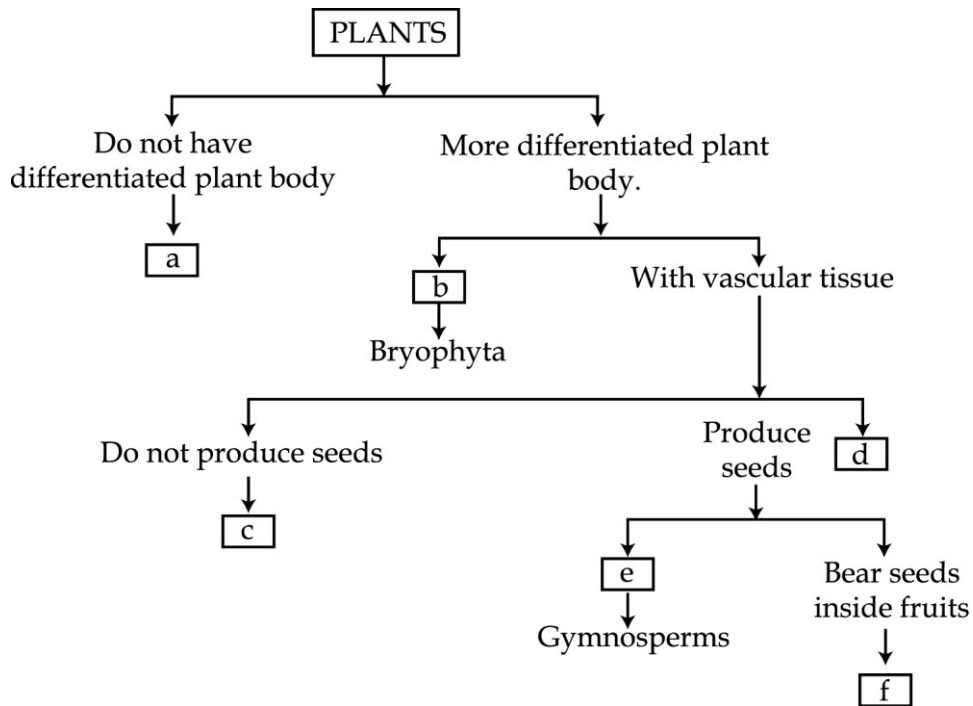 PLANTS
Do not have
differentiated plant body
More differentiated plant
body.
a
b
With vascular tissue
Bryophyta
Do not produce seeds
Produce
seeds
d
c
e
Bear seeds
inside fruits
Gymnosperms
f